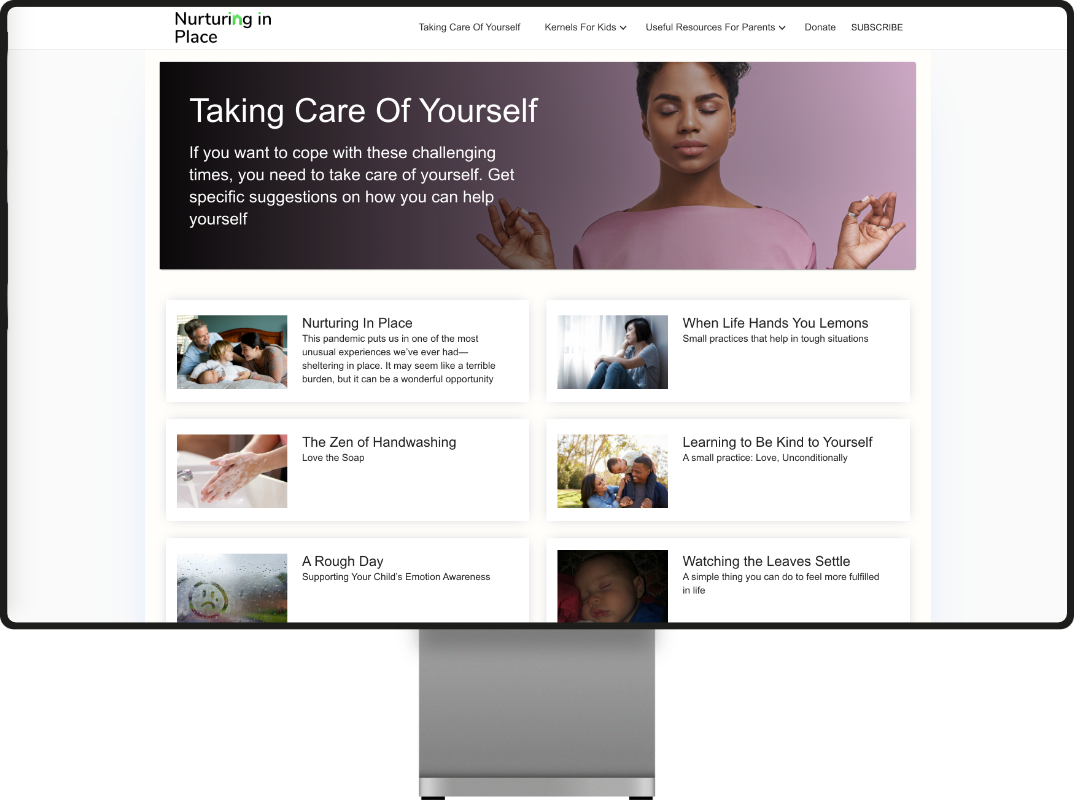 Nurturing in
Place
Taking Care Of Yourself
Kernels For Kids
Useful Resources For Parents
Donate
SUBSCRIBE
Taking Care Of Yourself
If you want to cope with these challenging
times, you need to take care of yourself. Get
specific suggestions on how you can help
yourself
Nurturing In Place
This pandemic puts us in one of the most
unusual experiences we’ve ever had—
sheltering in place. It may seem like a terrible
burden, but it can be a wonderful opportunity
When Life Hands You Lemons
Small practices that help in tough situations
The Zen of Handwashing
Love the Soap
Learning to Be Kind to Yourself
A small practice: Love, Unconditionally
A Rough Day
Supporting Your Child’s Emotion Awareness
Watching the Leaves Settle
A simple thing you can do to feel more fulfilled
in life